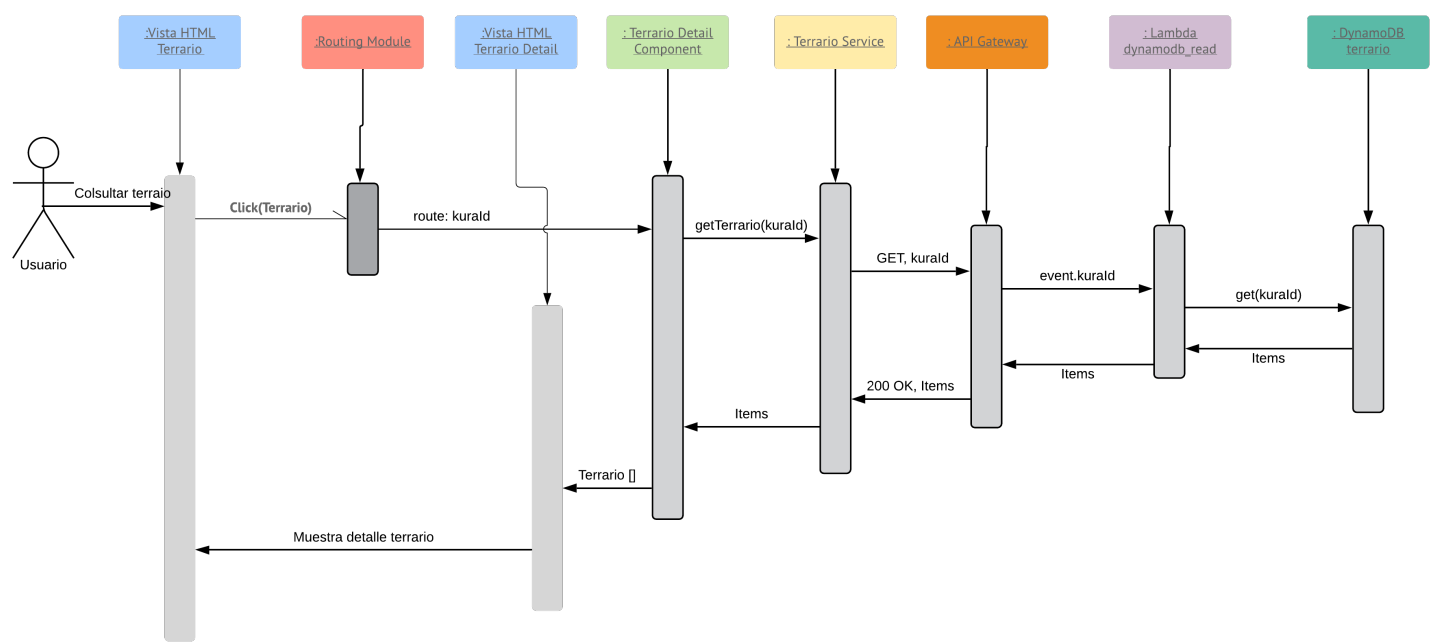 :Vista HTML
Terrario
:Routing Module
:Vista HTML
Terrario Detail
: Terrario Detail
Component
: Terrario Service
: API Gateway
: Lambda
dynamodb_read
: DynamoDB
terrario
Colsultar terraio
Usuario
Click(Terrario)
route: kuraId
getTerrario(kuraId)
GET, kuraId
event.kuraId
get(kuraId)
Items
Items
200 OK, Items
Items
Terrario []
Muestra detalle terrario